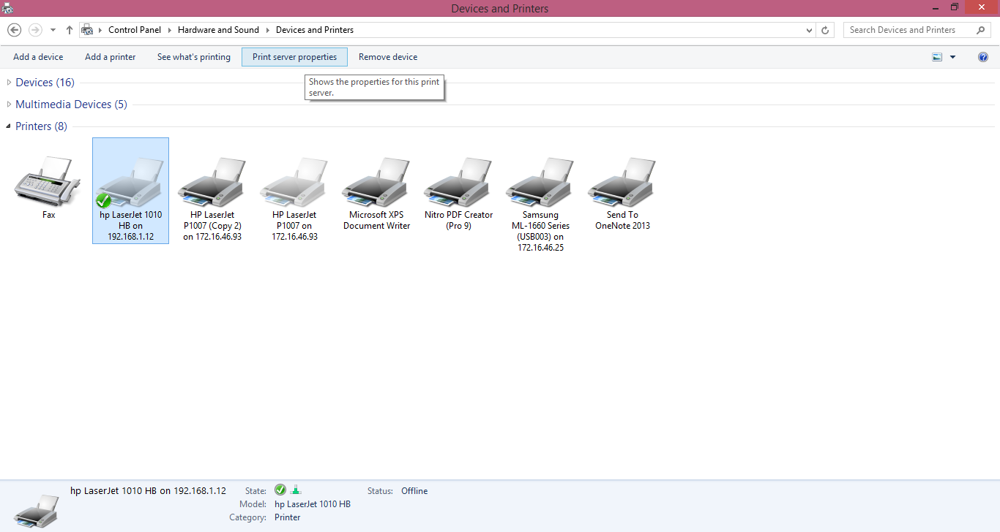 Devices and Printers
Control Panel Hardware and Sound Devices and Printers
Search Devices and Printers
Add a device Add a printer See what's printing Print server properties Remove device
Shows the properties for this print
server.
Devices (16)
Multimedia Devices (5)
Printers (8)
Fax
hp LaserJet 1010
HB on
192.168.1.12
HP LaserJet
P1007 (Copy 2)
on 172.16.46.93
HP LaserJet
P1007 on
172.16.46.93
Microsoft XPS
Document Writer
Nitro PDF Creator
(Pro 9)
Samsung
ML-1660 Series
(USB003) on
172.16.46.25
Send To
OneNote 2013
hp LaserJet 1010 HB on 192.168.1.12 State: Status: Offline
Model: hp LaserJet 1010 HB
Category: Printer